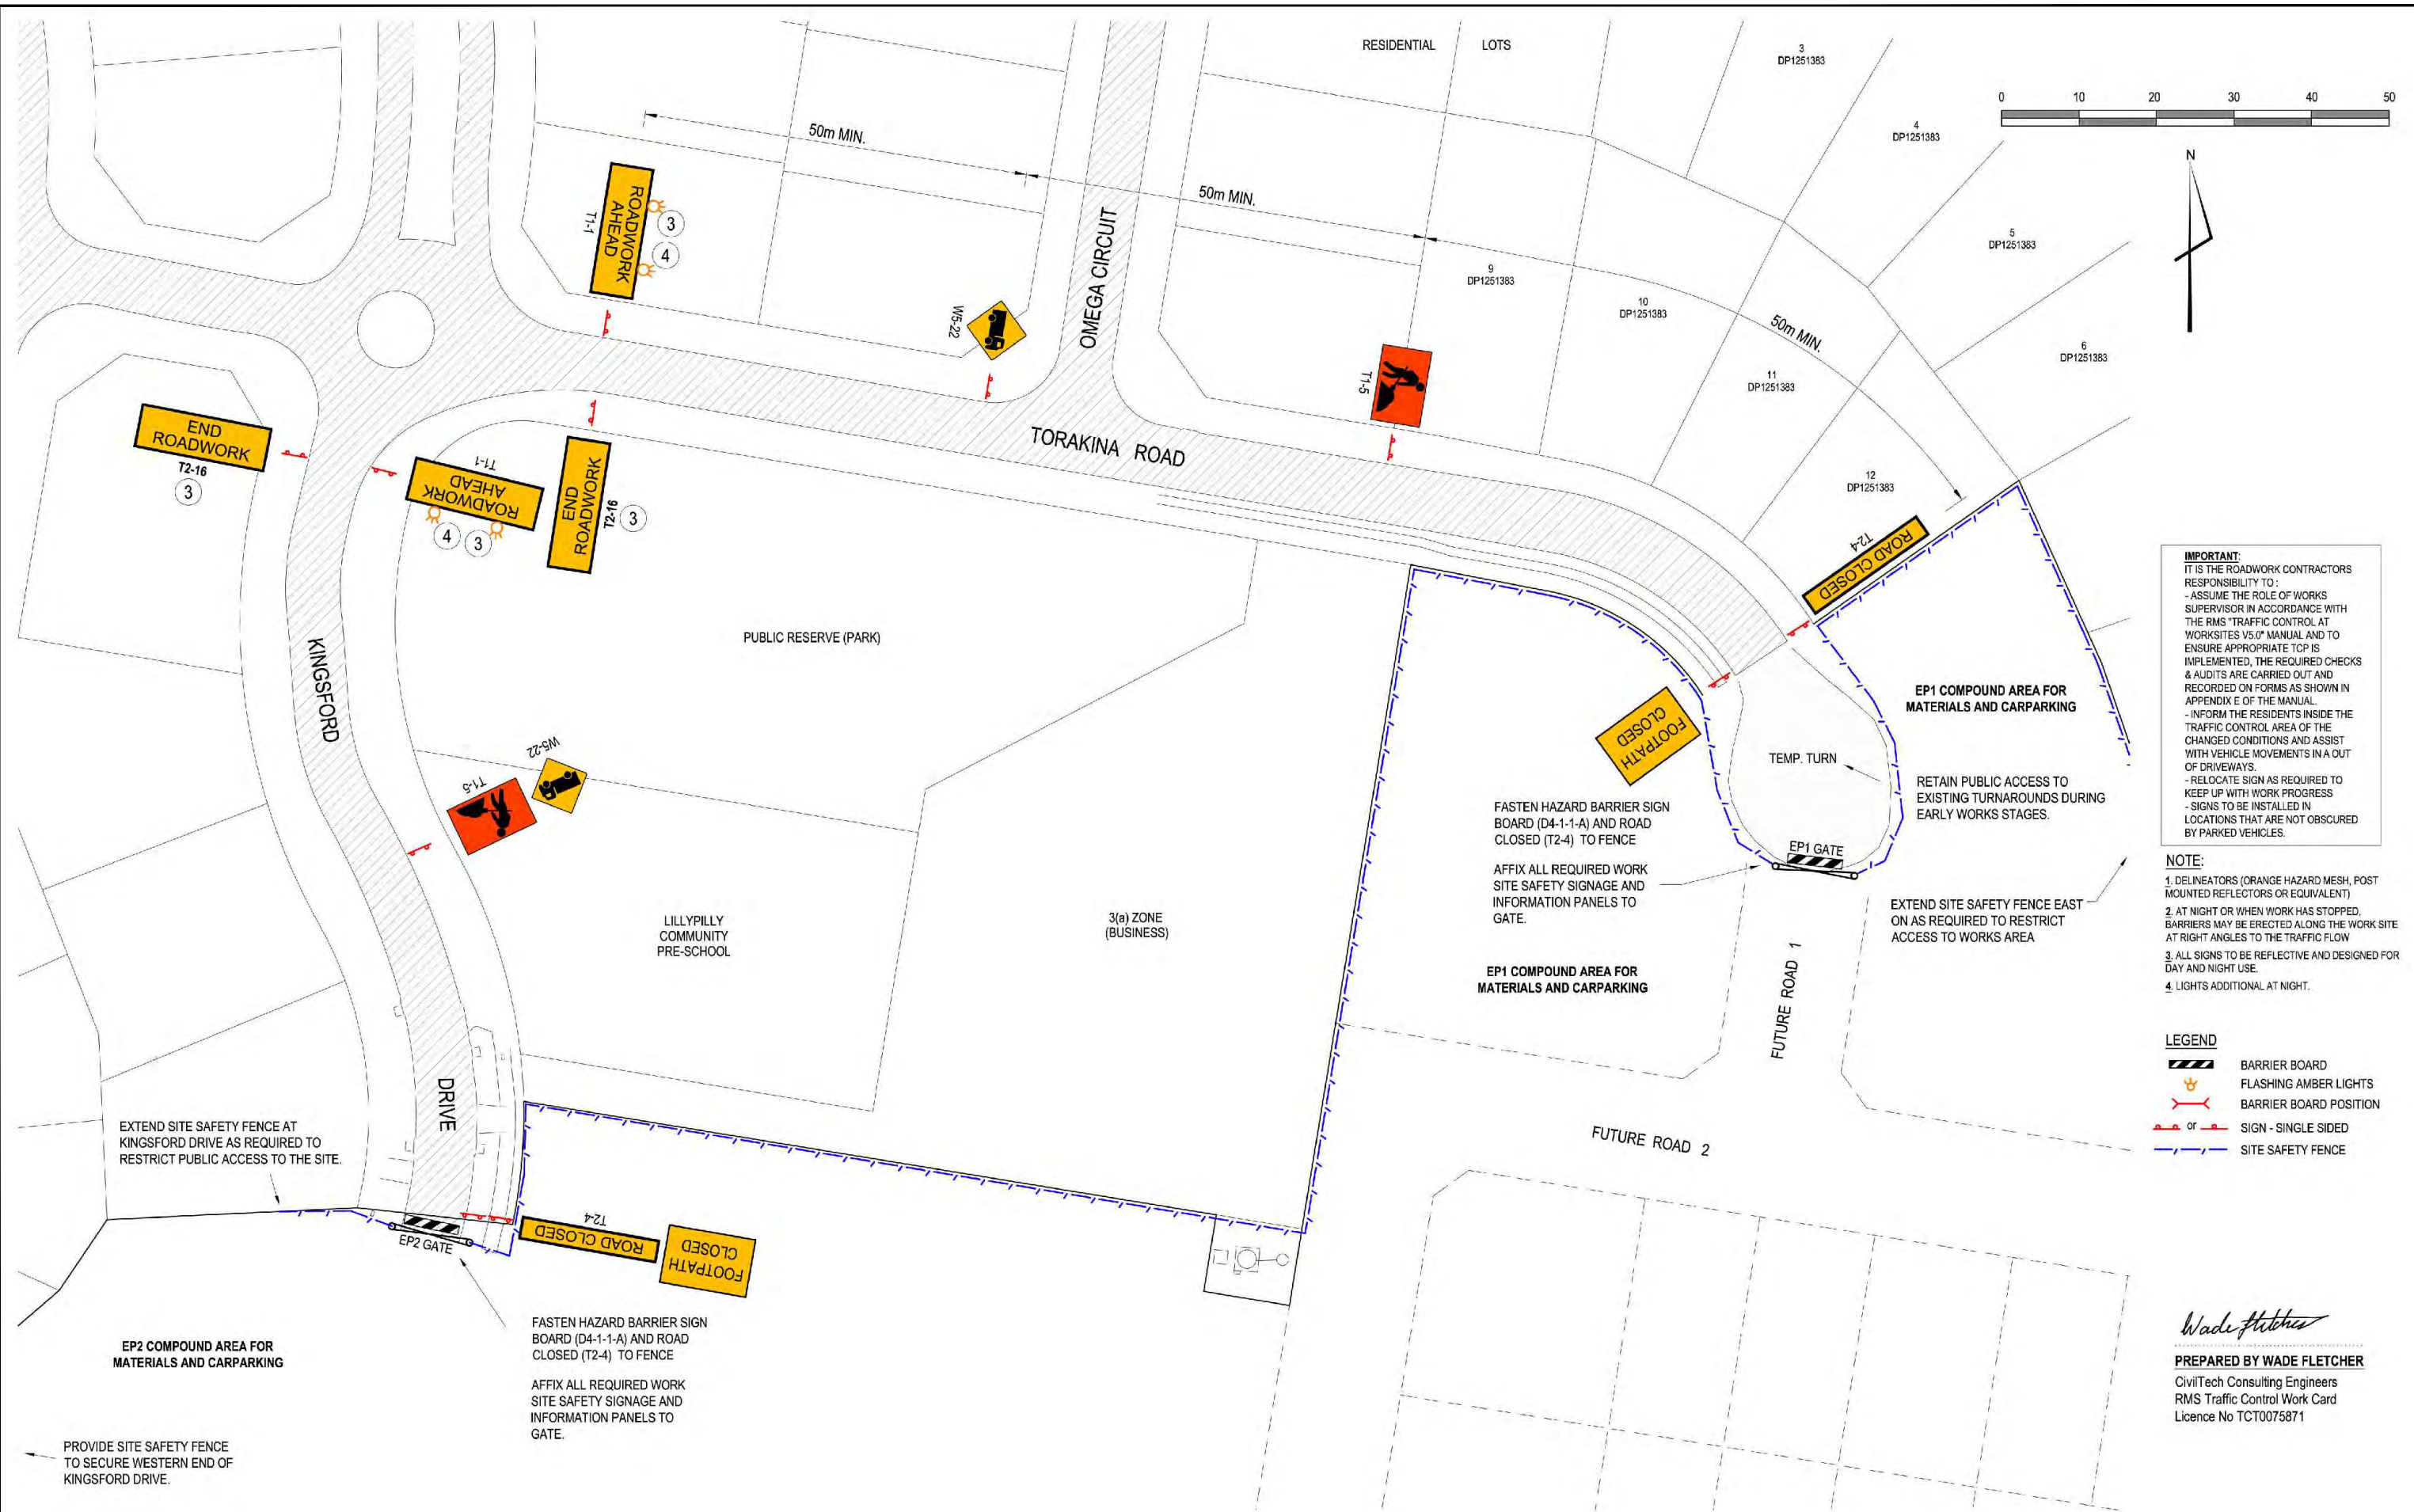 RESIDENTIAL LOTS
3
DP1251383
4
DP1251383
5
DP1251383
6
DP1251383
0 10 20 30 40 50
N
50m MIN.
50m MIN.
50m MIN.
ROADWORK
AHEAD
T1-1
3
4
W5-22
OMEGA CIRCUIT
T1-5
9
DP1251383
10
DP1251383
11
DP1251383
12
DP1251383
END
ROADWORK
T2-16
3
T1-1
ROADWORK
AHEAD
4
3
END
ROADWORK
T2-16
3
TORAKINA ROAD
T2-4
ROAD CLOSED
KINGSFORD
DRIVE
PUBLIC RESERVE (PARK)
W5-22
T1-5
LILLYPILLY
COMMUNITY
PRE-SCHOOL
3(a) ZONE
(BUSINESS)
FOOTPATH
CLOSED
TEMP. TURN
EP1 COMPOUND AREA FOR
MATERIALS AND CARPARKING
RETAIN PUBLIC ACCESS TO
EXISTING TURNAROUNDS DURING
EARLY WORKS STAGES.
FASTEN HAZARD BARRIER SIGN
BOARD (D4-1-1-A) AND ROAD
CLOSED (T2-4) TO FENCE
AFFIX ALL REQUIRED WORK
SITE SAFETY SIGNAGE AND
INFORMATION PANELS TO
GATE.
EP1 GATE
EXTEND SITE SAFETY FENCE EAST
ON AS REQUIRED TO RESTRICT
ACCESS TO WORKS AREA
EP1 COMPOUND AREA FOR
MATERIALS AND CARPARKING
FUTURE ROAD 1
FUTURE ROAD 2
EXTEND SITE SAFETY FENCE AT
KINGSFORD DRIVE AS REQUIRED TO
RESTRICT PUBLIC ACCESS TO THE SITE.
EP2 GATE
T2-4
ROAD CLOSED
FOOTPATH
CLOSED
FASTEN HAZARD BARRIER SIGN
BOARD (D4-1-1-A) AND ROAD
CLOSED (T2-4) TO FENCE
AFFIX ALL REQUIRED WORK
SITE SAFETY SIGNAGE AND
INFORMATION PANELS TO
GATE.
EP2 COMPOUND AREA FOR
MATERIALS AND CARPARKING
PROVIDE SITE SAFETY FENCE
TO SECURE WESTERN END OF
KINGSFORD DRIVE.
IMPORTANT:
IT IS THE ROADWORK CONTRACTORS
RESPONSIBILITY TO :
- ASSUME THE ROLE OF WORKS
SUPERVISOR IN ACCORDANCE WITH
THE RMS "TRAFFIC CONTROL AT
WORKSITES V5.0" MANUAL AND TO
ENSURE APPROPRIATE TCP IS
IMPLEMENTED, THE REQUIRED CHECKS
& AUDITS ARE CARRIED OUT AND
RECORDED ON FORMS AS SHOWN IN
APPENDIX E OF THE MANUAL.
- INFORM THE RESIDENTS INSIDE THE
TRAFFIC CONTROL AREA OF THE
CHANGED CONDITIONS AND ASSIST
WITH VEHICLE MOVEMENTS IN A OUT
OF DRIVEWAYS.
- RELOCATE SIGN AS REQUIRED TO
KEEP UP WITH WORK PROGRESS
- SIGNS TO BE INSTALLED IN
LOCATIONS THAT ARE NOT OBSCURED
BY PARKED VEHICLES.
NOTE:
1. DELINEATORS (ORANGE HAZARD MESH, POST
MOUNTED REFLECTORS OR EQUIVALENT)
2. AT NIGHT OR WHEN WORK HAS STOPPED,
BARRIERS MAY BE ERECTED ALONG THE WORK SITE
AT RIGHT ANGLES TO THE TRAFFIC FLOW
3. ALL SIGNS TO BE REFLECTIVE AND DESIGNED FOR
DAY AND NIGHT USE.
4. LIGHTS ADDITIONAL AT NIGHT.
LEGEND
BARRIER BOARD
FLASHING AMBER LIGHTS
BARRIER BOARD POSITION
or SIGN - SINGLE SIDED
SITE SAFETY FENCE
Wade Fletcher
PREPARED BY WADE FLETCHER
CivilTech Consulting Engineers
RMS Traffic Control Work Card
Licence No TCT0075871